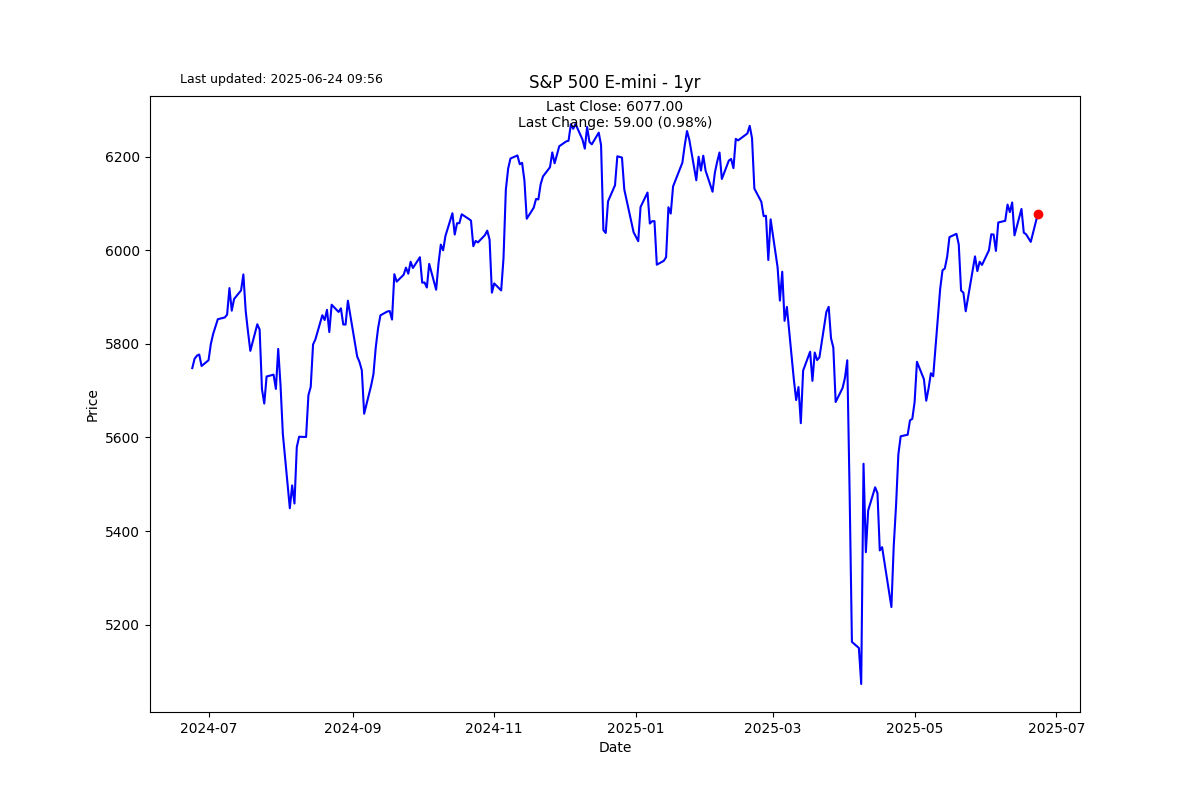 Last updated: 2025-06-24 09:56
S&P 500 E-mini - 1yr
Last Close: 6077.00
Last Change: 59.00 (0.98%)
6200
6000
5800
5600
5400
5200
Price
2024-07
2024-09
2024-11
2025-01
2025-03
2025-05
2025-07
Date